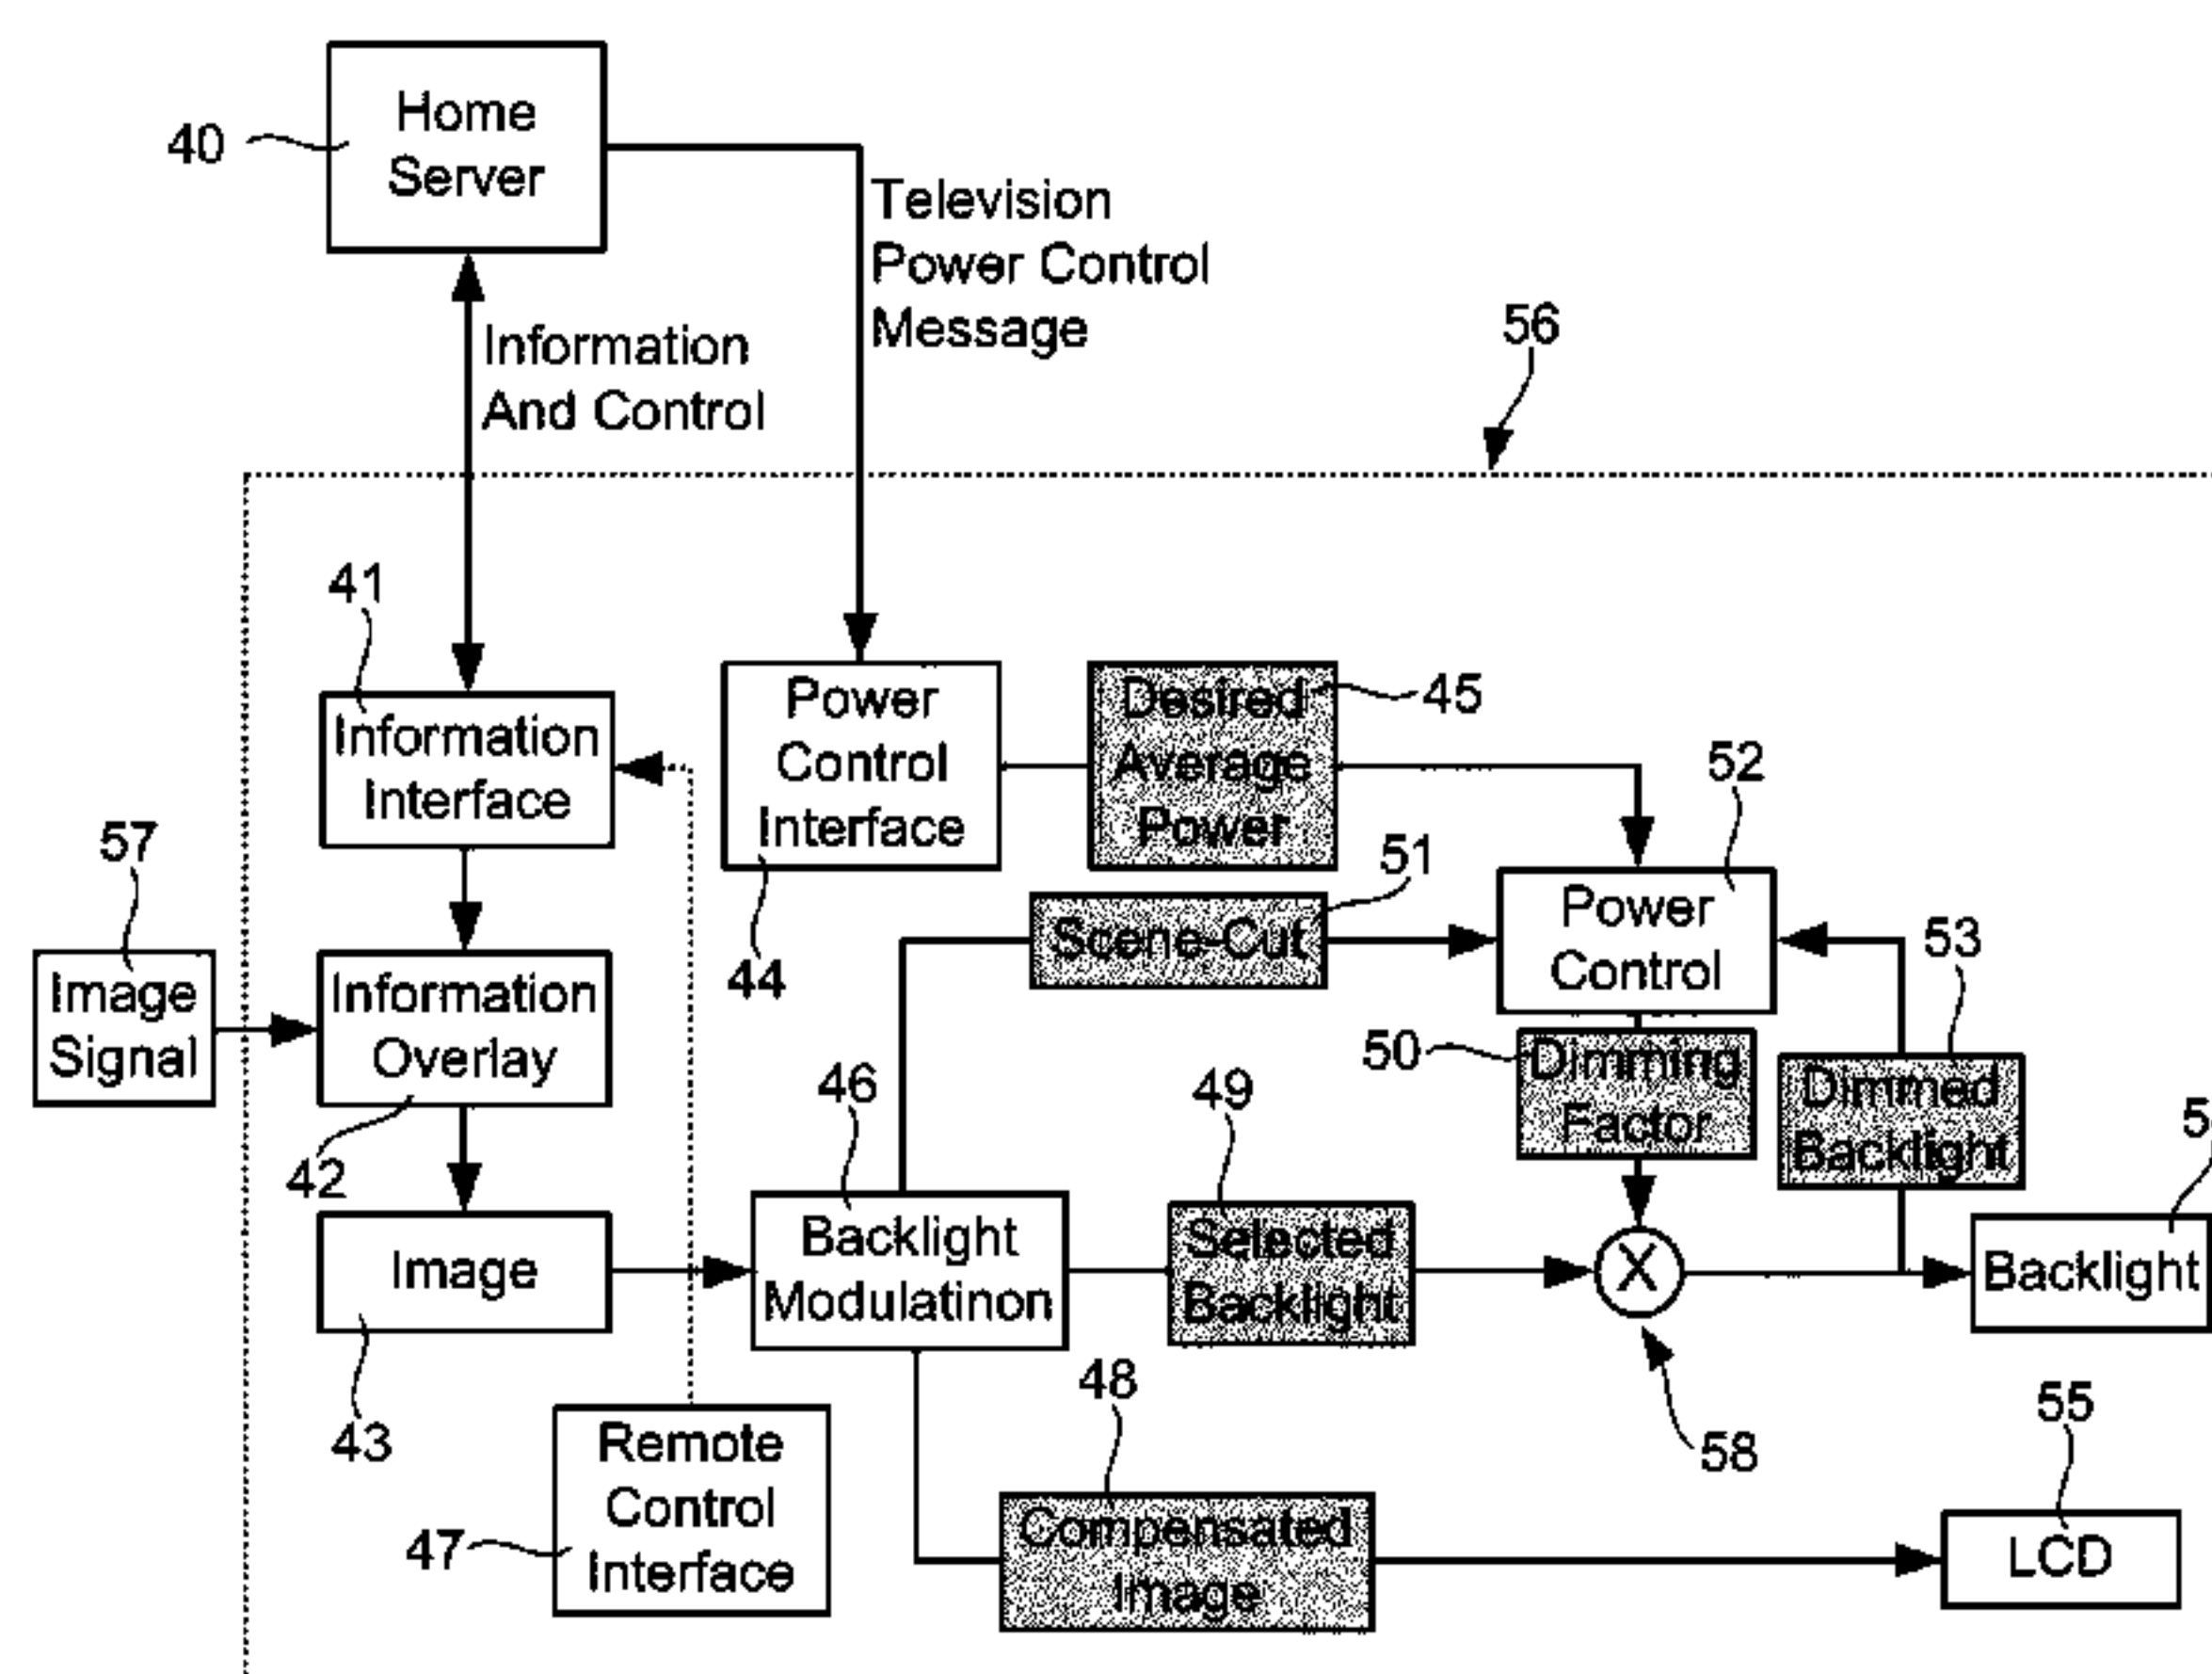 Home
Server
40
Television
Power Control
Message
Information
And Control
56
41
Information
Interface
Power
Control
Interface
44
Desired
Average
Power
45
52
57
Image
Signal
Information
Overlay
42
51
Scene-Cut
Power
Control
53
50
Dimming
Factor
Dimmed
Backlight
46
49
Image
43
Backlight
Modulatinon
Selected
Backlight
X
Backlight
58
48
55
Remote
Control
Interface
47
Compensated
Image
LCD